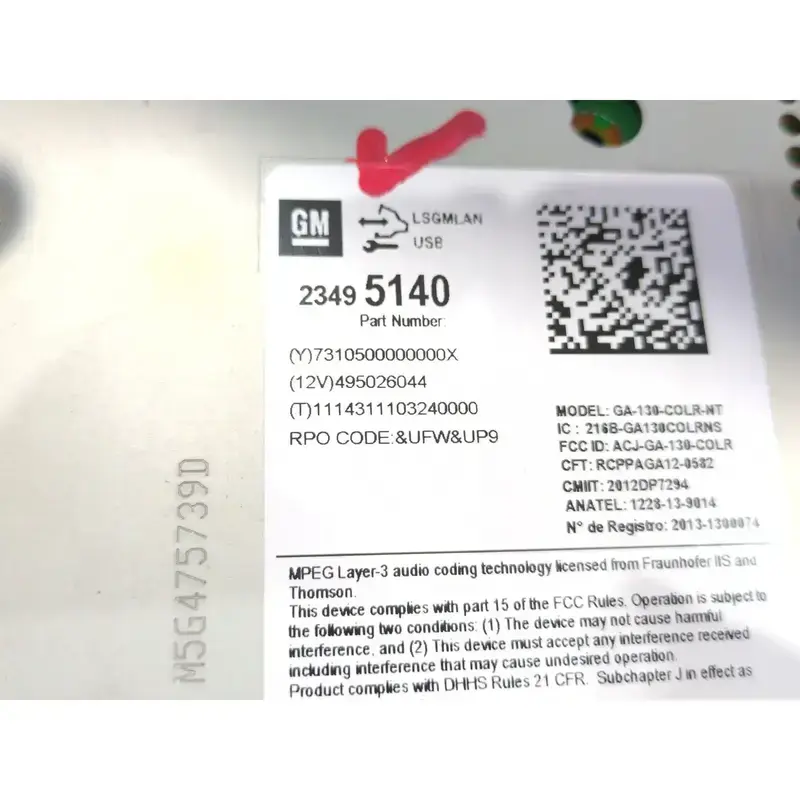 GM
LSGMLAN
USB
2349 5140
Part Number
(Y)7310500000000X
(12V)495026044
(T)1114311103240000
RPO CODE:&UFW&UP9
MODEL: GA-130-COLR-NT
IC : 216B-GA130COLRNS
FCC ID: ACJ-GA-130-COLR
CFT: RCPPAGA12-0582
CMIIT: 2012DP7294
ANATEL: 1228-13-9014
N° de Registro: 2013-1300074
MPEG Layer-3 audio coding technology licensed from Fraunhofer IIS and
Thomson.
This device complies with part 15 of the FCC Rules. Operation is subject to
the following two conditions: (1) The device may not cause harmful
interference, and (2) This device must accept any interference received
including interference that may cause undesired operation.
Product complies with DHHS Rules 21 CFR. Subchapter J in effect as
M5G475739D